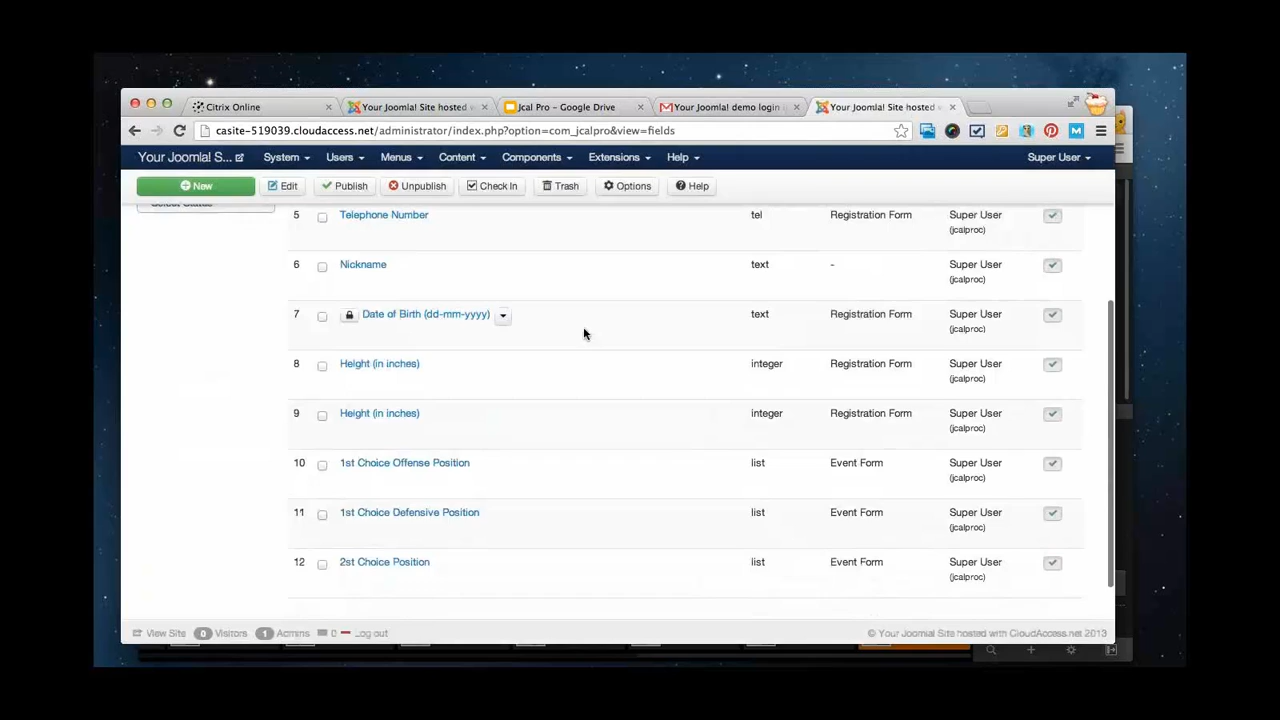 Citrix Online
Your Joomla! Site hosted w
Jcal Pro - Google Drive
Your Joomla! demo login i
Your Joomla! Site hosted w
casite-519039.cloudaccess.net/administrator/index.php?option=com_jcalpro&view=fields
Your Joomla! S... System Users Menus Content Components Extensions Help Super User
New Edit Publish Unpublish Check In Trash Options Help
Select Status
5 Telephone Number tel Registration Form Super User
(jcalproc)
6 Nickname text - Super User
(jcalproc)
7 Date of Birth (dd-mm-yyyy) text Registration Form Super User
(jcalproc)
8 Height (in inches) integer Registration Form Super User
(jcalproc)
9 Height (in inches) integer Registration Form Super User
(jcalproc)
10 1st Choice Offense Position list Event Form Super User
(jcalproc)
11 1st Choice Defensive Position list Event Form Super User
(jcalproc)
12 2st Choice Position list Event Form Super User
(jcalproc)
View Site 0 Visitors 1 Admins 0 Log out © Your Joomla! Site hosted with CloudAccess.net 2013